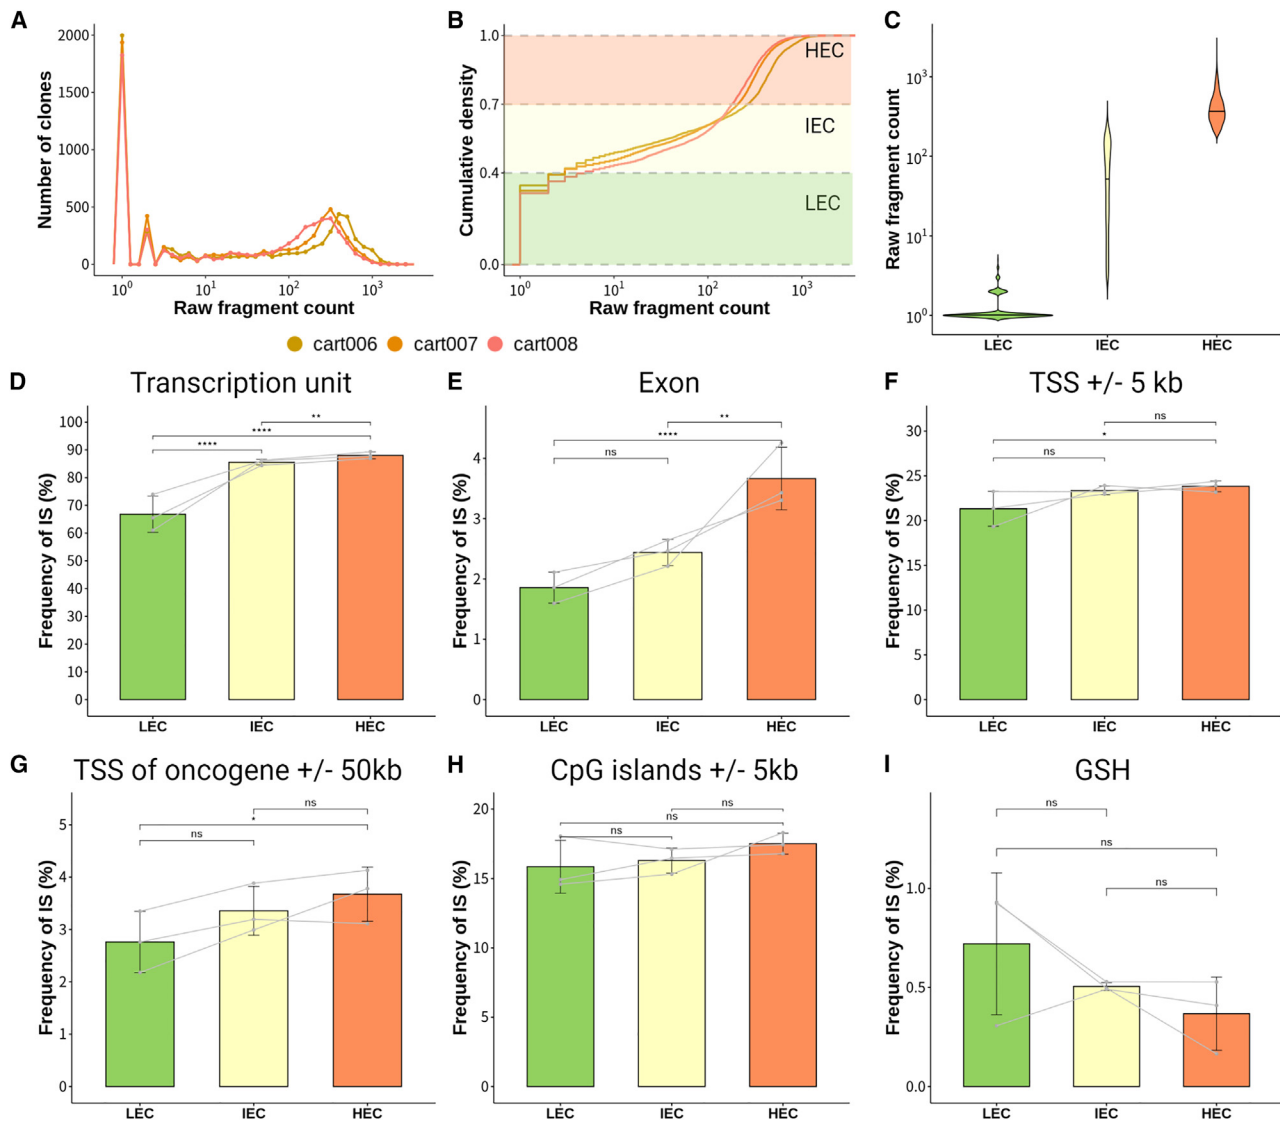 A
Number of clones
2000
1500
1000
500
0
10⁰
10¹
10²
10³
Raw fragment count
B
Cumulative density
1.0
0.7
0.4
0.0
HEC
IEC
LEC
10⁰
10¹
10²
10³
Raw fragment count
C
Raw fragment count
10³
10²
10¹
10⁰
LEC
IEC
HEC
cart006
cart007
cart008
D
Transcription unit
Frequency of IS (%)
100
90
80
70
60
50
40
30
20
10
0
**
****
****
LEC
IEC
HEC
E
Exon
Frequency of IS (%)
4
3
2
1
0
**
****
ns
LEC
IEC
HEC
F
TSS +/- 5 kb
Frequency of IS (%)
30
25
20
15
10
5
0
ns
*
ns
LEC
IEC
HEC
G
TSS of oncogene +/- 50kb
Frequency of IS (%)
5
4
3
2
1
0
ns
*
ns
LEC
IEC
HEC
H
CpG islands +/- 5kb
Frequency of IS (%)
20
15
10
5
0
ns
ns
ns
LEC
IEC
HEC
I
GSH
Frequency of IS (%)
1.0
0.5
0.0
ns
ns
ns
LEC
IEC
HEC